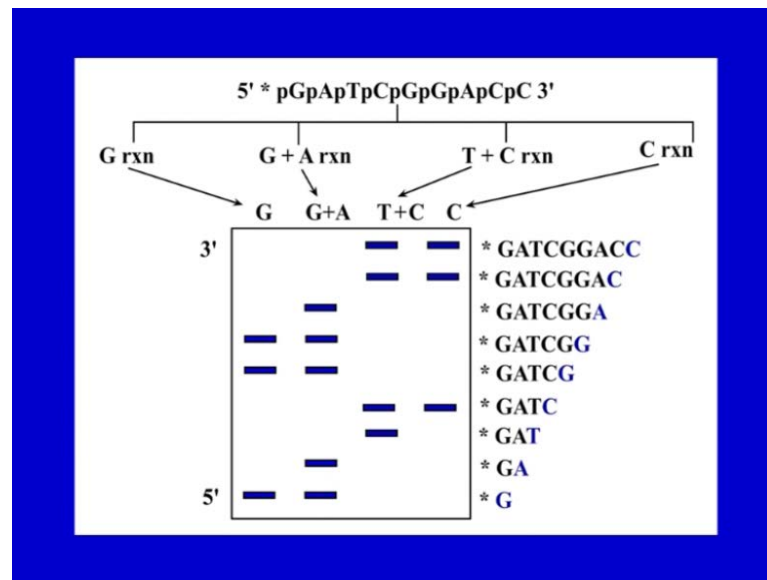 5' * pGpApTpCpGpGpApCpC 3'
G rxn G + A rxn T + C rxn C rxn
G G+A T+C C
3' * GATCGGACC
* GATCGGAC
* GATCGGA
* GATCGG
* GATCG
* GATC
* GAT
* GA
5' * G